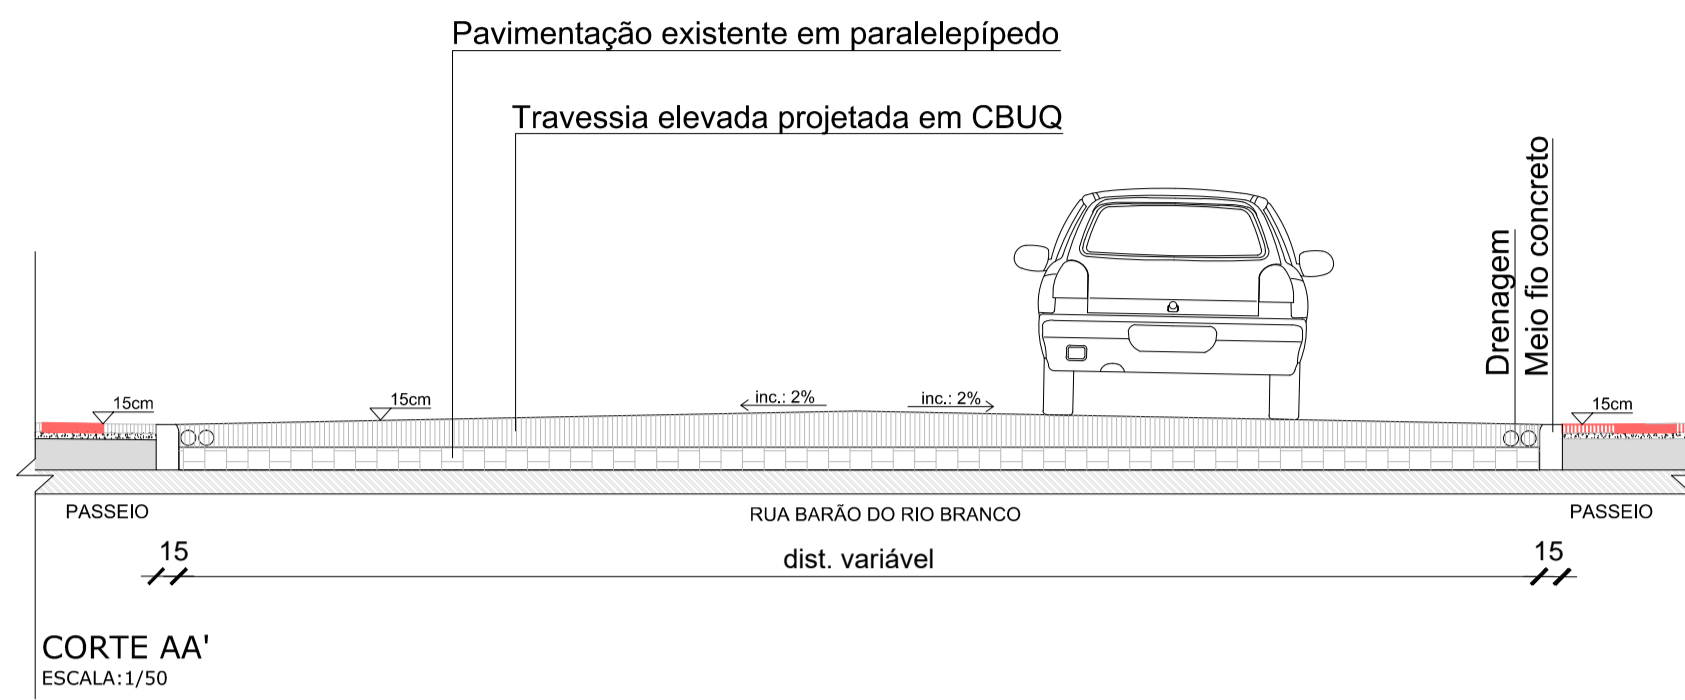 Pavimentação existente em paralelepípedo
Travessia elevada projetada em CBUQ
Drenagem
Meio fio concreto
15cm
15cm
inc.: 2%
inc.: 2%
15cm
PASSEIO
RUA BARÃO DO RIO BRANCO
PASSEIO
15
dist. variável
15
CORTE AA'
ESCALA:1/50